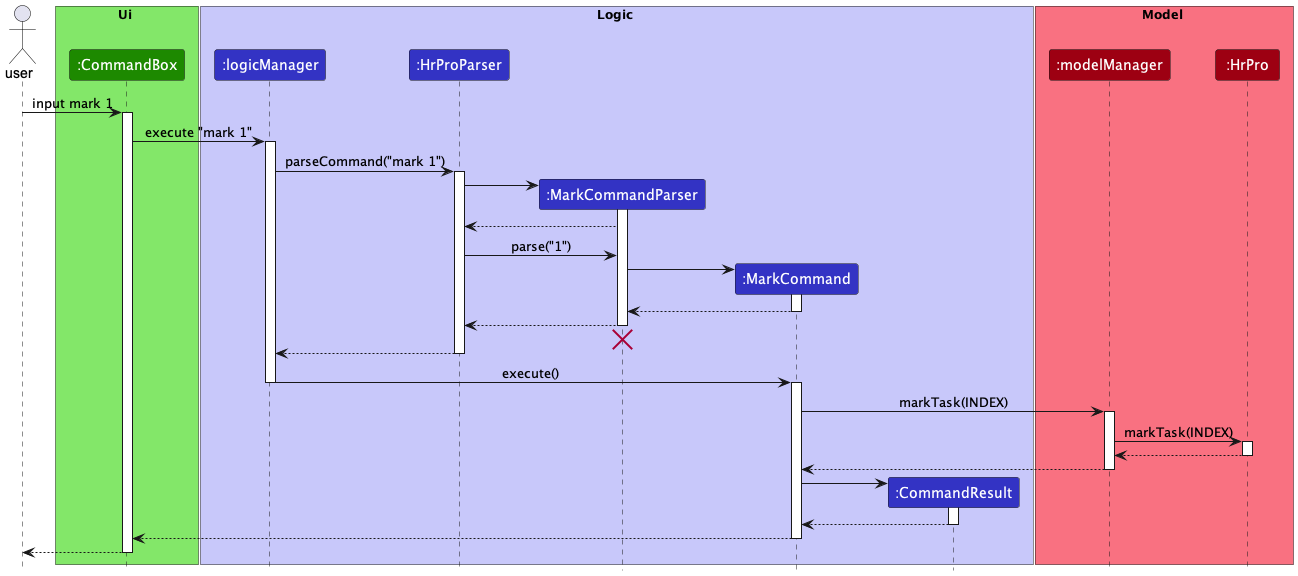 Ui
Logic
Model
user
:CommandBox
:logicManager
:HrProParser
:modelManager
:HrPro
input mark 1
execute "mark 1"
parseCommand("mark 1")
:MarkCommandParser
parse("1")
:MarkCommand
execute()
markTask(INDEX)
markTask(INDEX)
:CommandResult